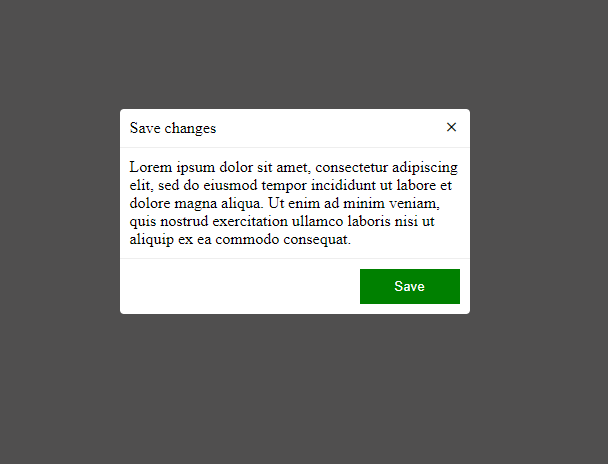 Save changes ×
Lorem ipsum dolor sit amet, consectetur adipiscing
elit, sed do eiusmod tempor incididunt ut labore et
dolore magna aliqua. Ut enim ad minim veniam,
quis nostrud exercitation ullamco laboris nisi ut
aliquip ex ea commodo consequat.
Save